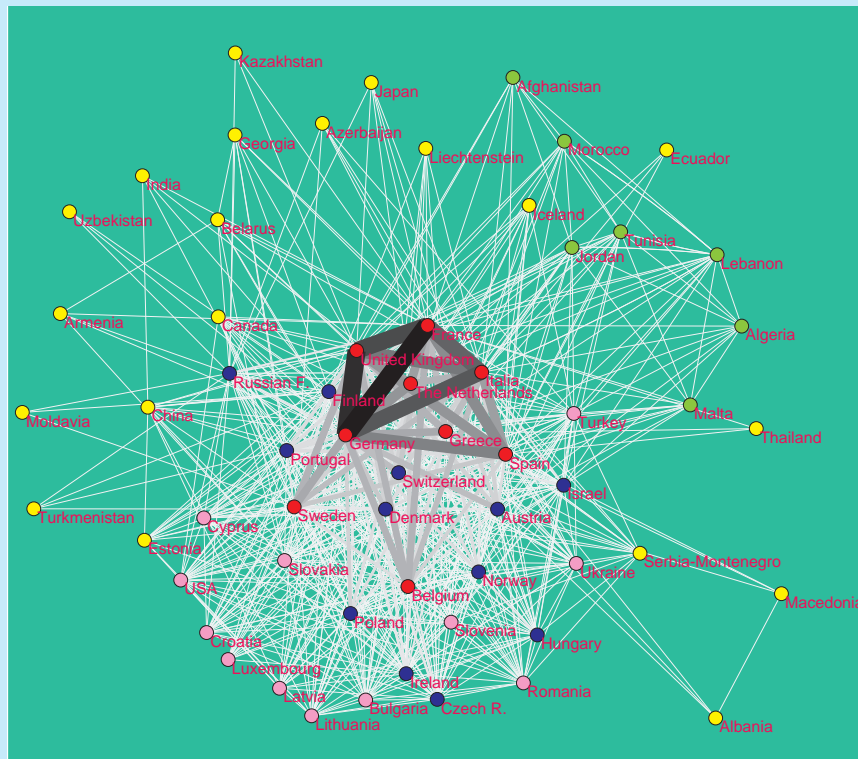 Kazakhstan
Japan
Afghanistan
Azerbaijan
Georgia
Liechtenstein
Morocco
Ecuador
India
Uzbekistan
Belarus
Iceland
Tunisia
Jordan
Lebanon
Armenia
Canada
Algeria
France
United Kingdom
Russian F.
Italia
The Netherlands
Finland
Moldavia
China
Turkey
Malta
Thailand
Germany
Greece
Portugal
Spain
Switzerland
Israel
Turkmenistan
Cyprus
Sweden
Denmark
Austria
Estonia
Serbia-Montenegro
Slovakia
Ukraine
USA
Norway
Belgium
Macedonia
Poland
Slovenia
Croatia
Hungary
Luxembourg
Ireland
Romania
Latvia
Bulgaria
Czech R.
Lithuania
Albania